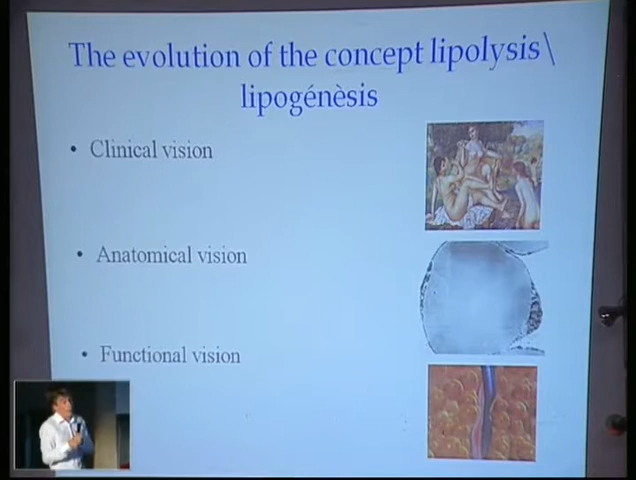 The evolution of the concept lipolysis\
lipogénèsis
• Clinical vision
• Anatomical vision
• Functional vision